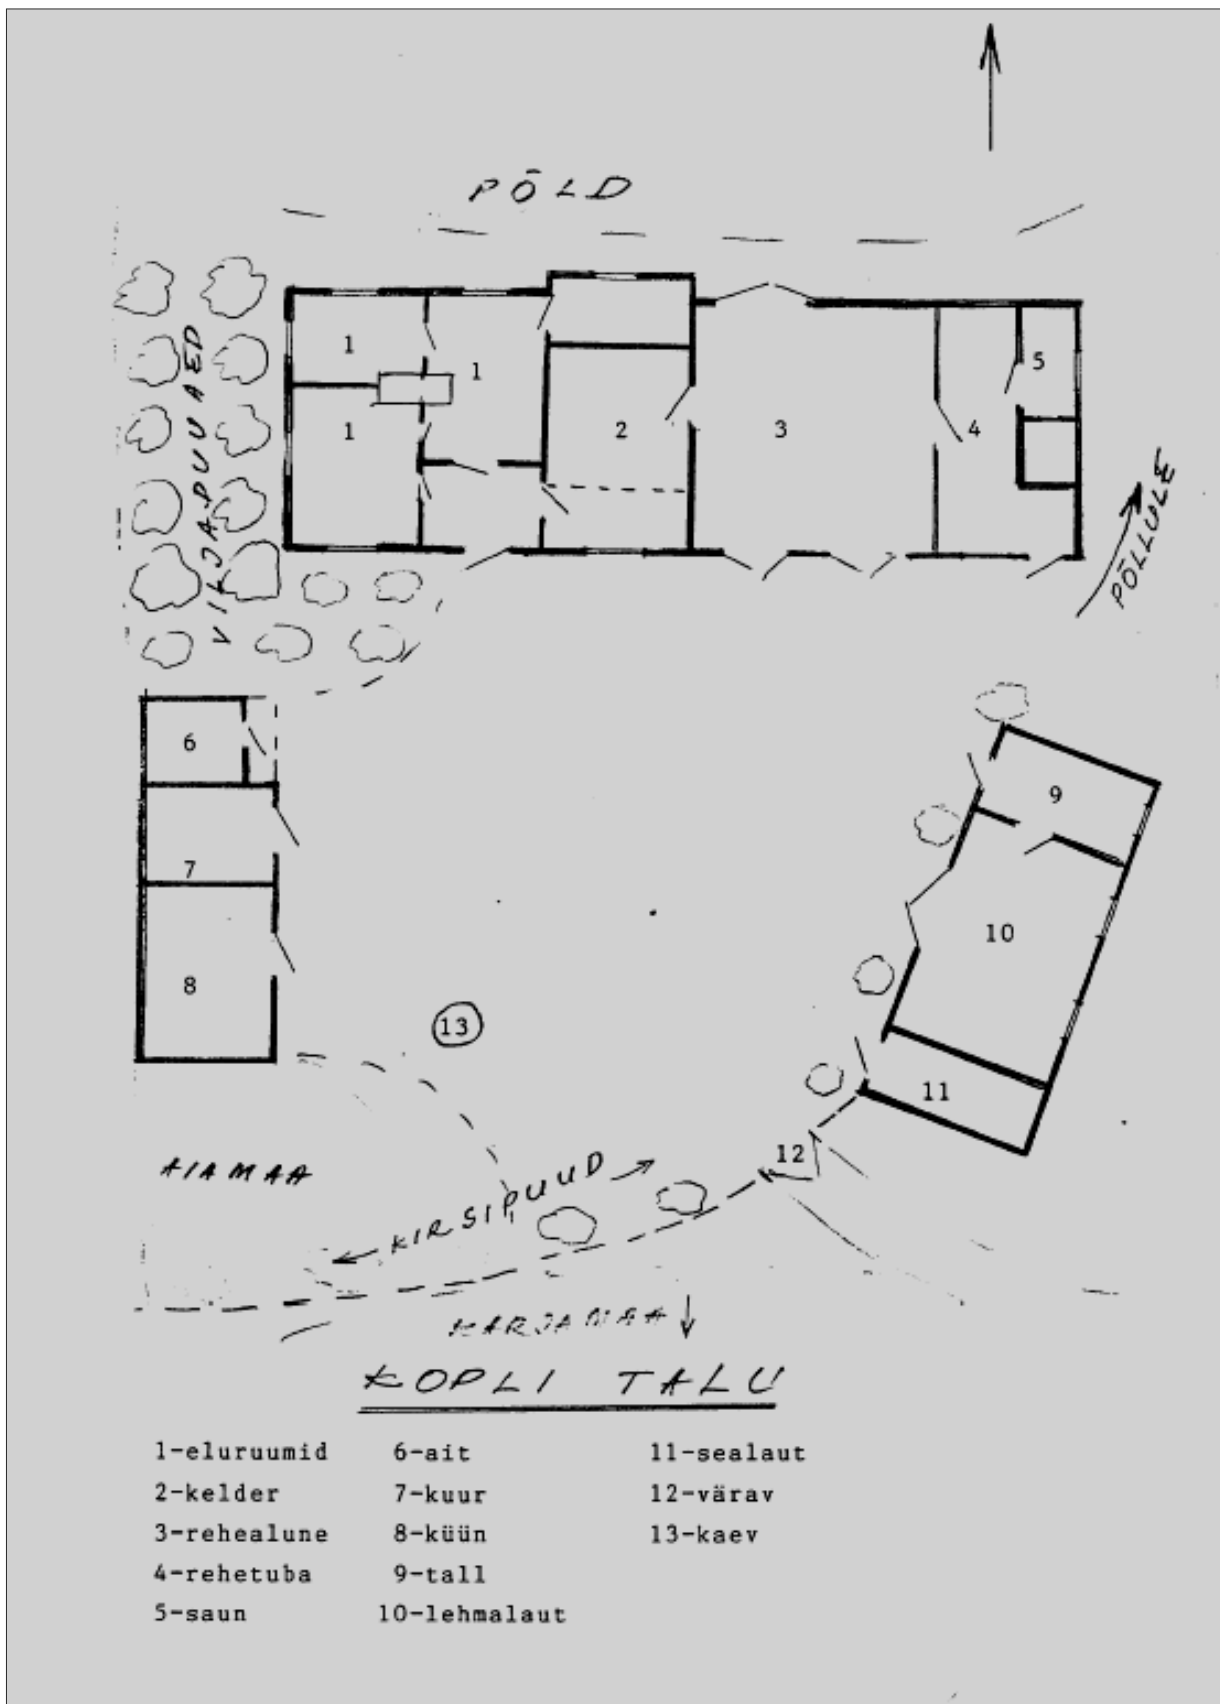 PÕLD
VILJAPUUAED
1
1
1
2
3
4
5
PÕLLULE
6
7
8
9
10
11
12
13
AIAMAA
KIRSIPUUD
KARJAMAA
KOPLI TALU
1-eluruumid
2-kelder
3-rehealune
4-rehetuba
5-saun
6-ait
7-kuur
8-küün
9-tall
10-lehmalaut
11-sealaut
12-värav
13-kaev